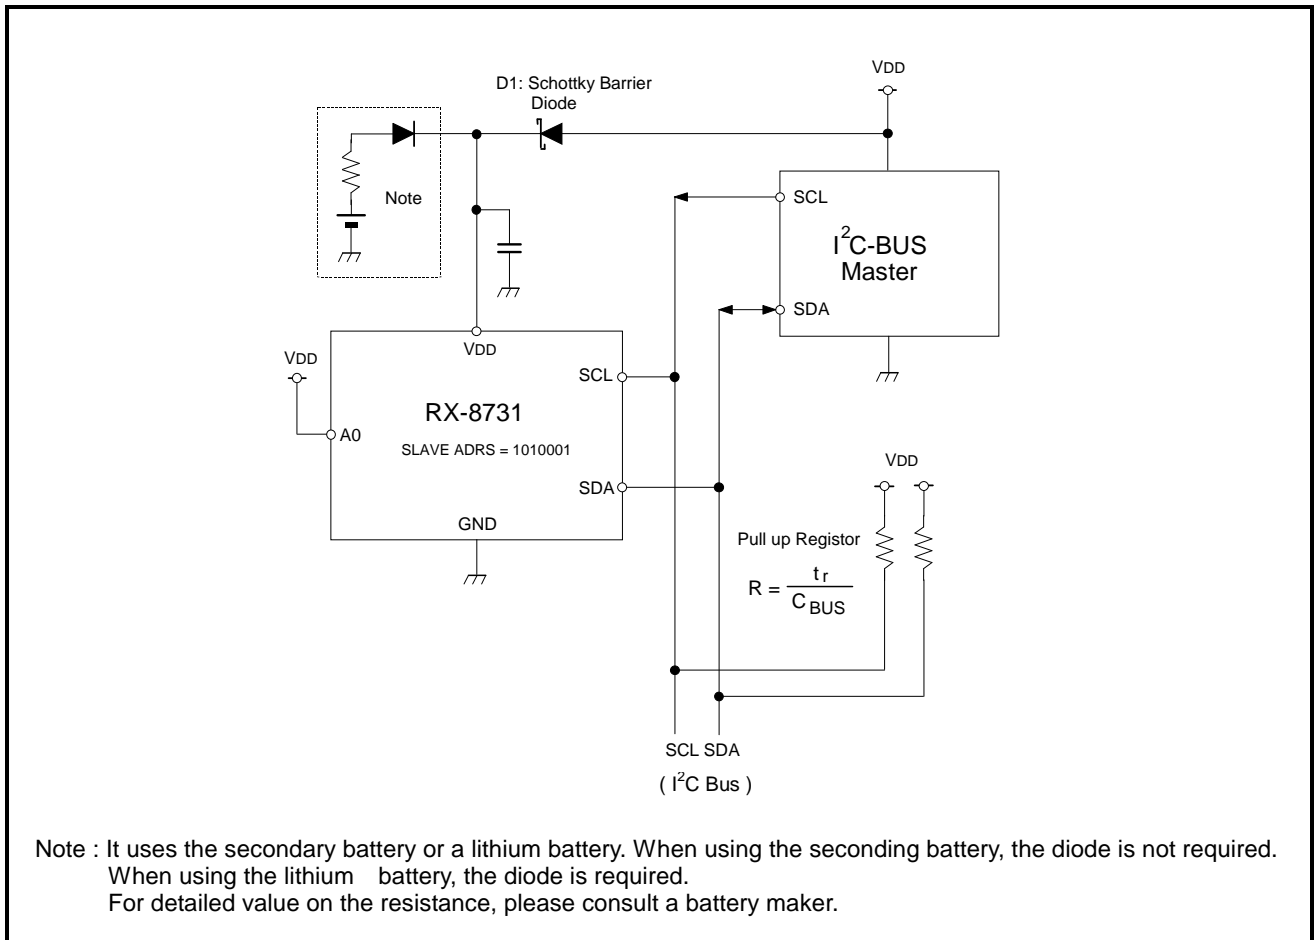 D1: Schottky Barrier
Diode
VDD
Note
SCL
I2C-BUS
Master
SDA
VDD
VDD
SCL
RX-8731
A0
SLAVE ADRS = 1010001
SDA
GND
VDD
Pull up Registor
R = tr / CBUS
SCL SDA
( I2C Bus )
Note : It uses the secondary battery or a lithium battery. When using the seconding battery, the diode is not required.
When using the lithium battery, the diode is required.
For detailed value on the resistance, please consult a battery maker.